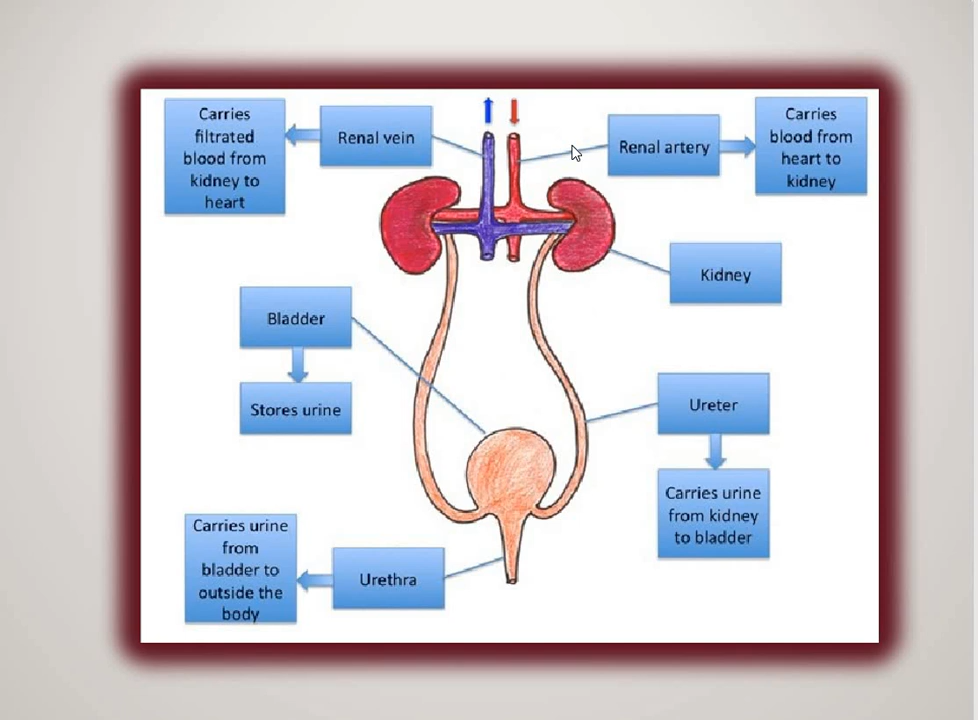 Carries
filtrated
blood from
kidney to
heart
Renal vein
Renal artery
Carries
blood from
heart to
kidney
Kidney
Bladder
Stores urine
Ureter
Carries urine
from kidney
to bladder
Carries urine
from
bladder to
outside the
body
Urethra